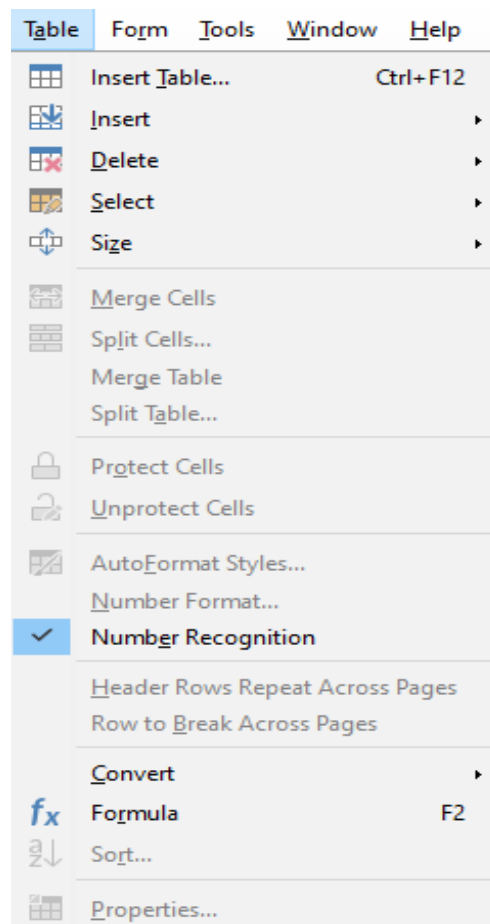 Table Form Tools Window Help
Insert Table... Ctrl+F12
Insert
Delete
Select
Size
Merge Cells
Split Cells...
Merge Table
Split Table...
Protect Cells
Unprotect Cells
AutoFormat Styles...
Number Format...
Number Recognition
Header Rows Repeat Across Pages
Row to Break Across Pages
Convert
fx Formula F2
Sort...
Properties...